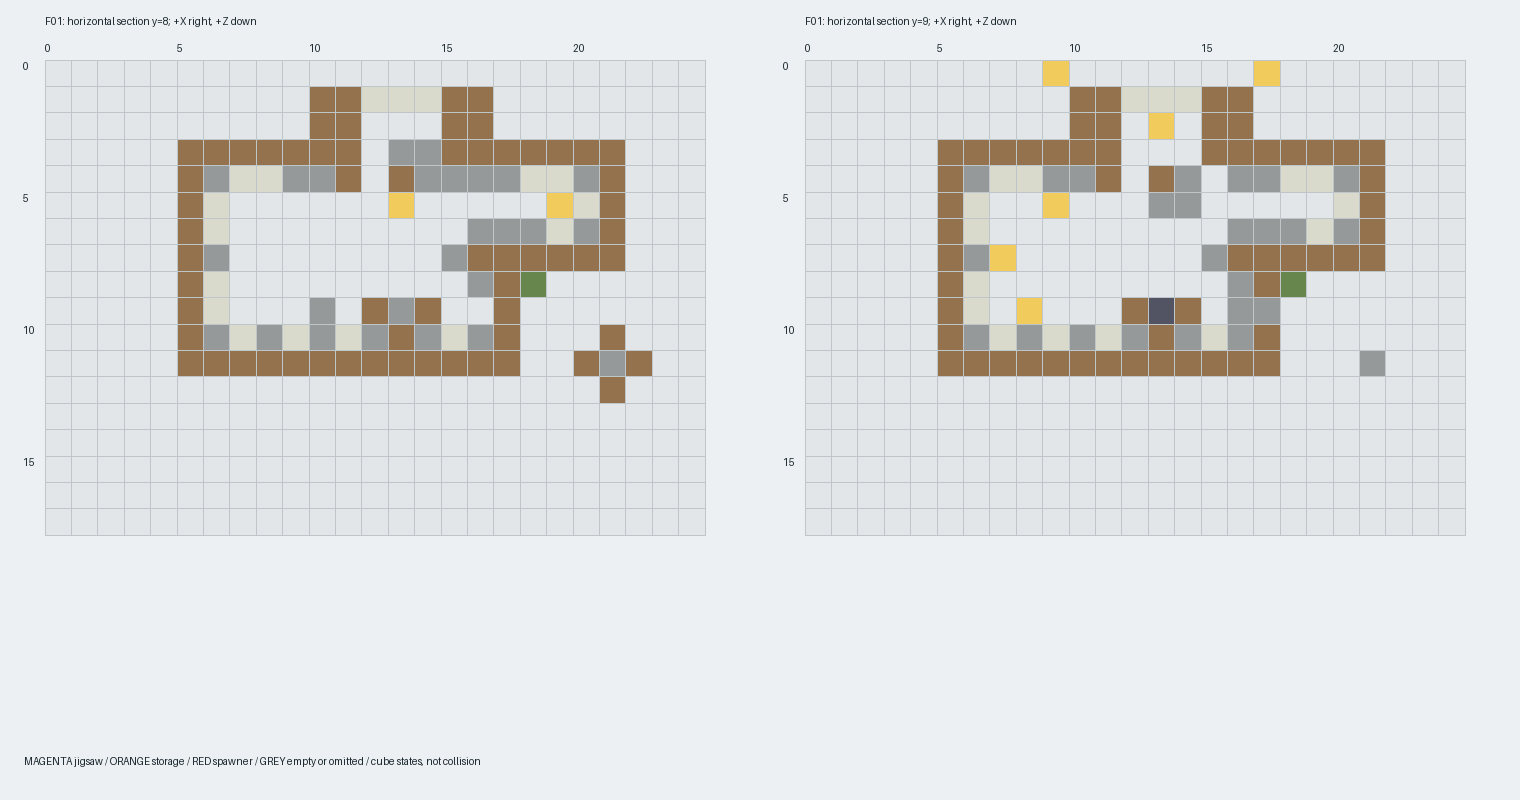 F01: horizontal section y=8; +X right, +Z down
0 5 10 15 20
0
5
10
15
F01: horizontal section y=9; +X right, +Z down
0 5 10 15 20
0
5
10
15
MAGENTA jigsaw / ORANGE storage / RED spawner / GREY empty or omitted / cube states, not collision